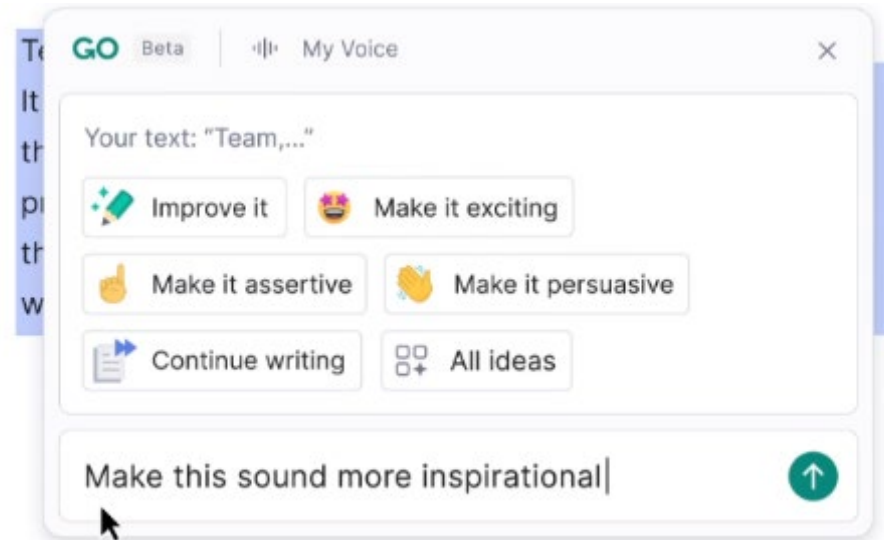 GO Beta My Voice
Your text: "Team,..."
Improve it Make it exciting
Make it assertive Make it persuasive
Continue writing All ideas
Make this sound more inspirational